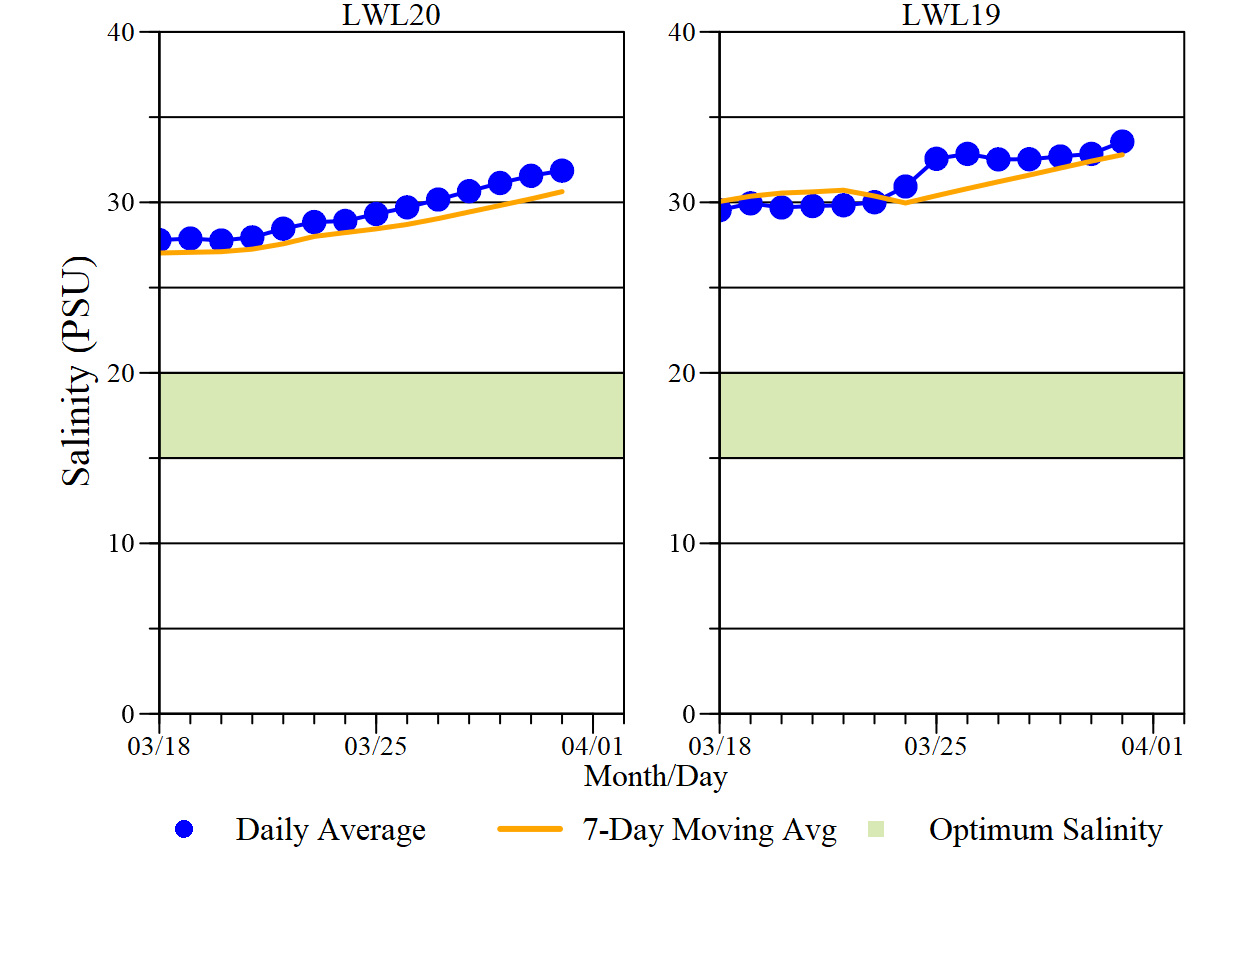 LWL20 LWL19
40 40
30 30
20 20
10 10
0 0
Salinity (PSU)
03/18 03/25 04/01 03/18 03/25 04/01
Month/Day
Daily Average 7-Day Moving Avg Optimum Salinity